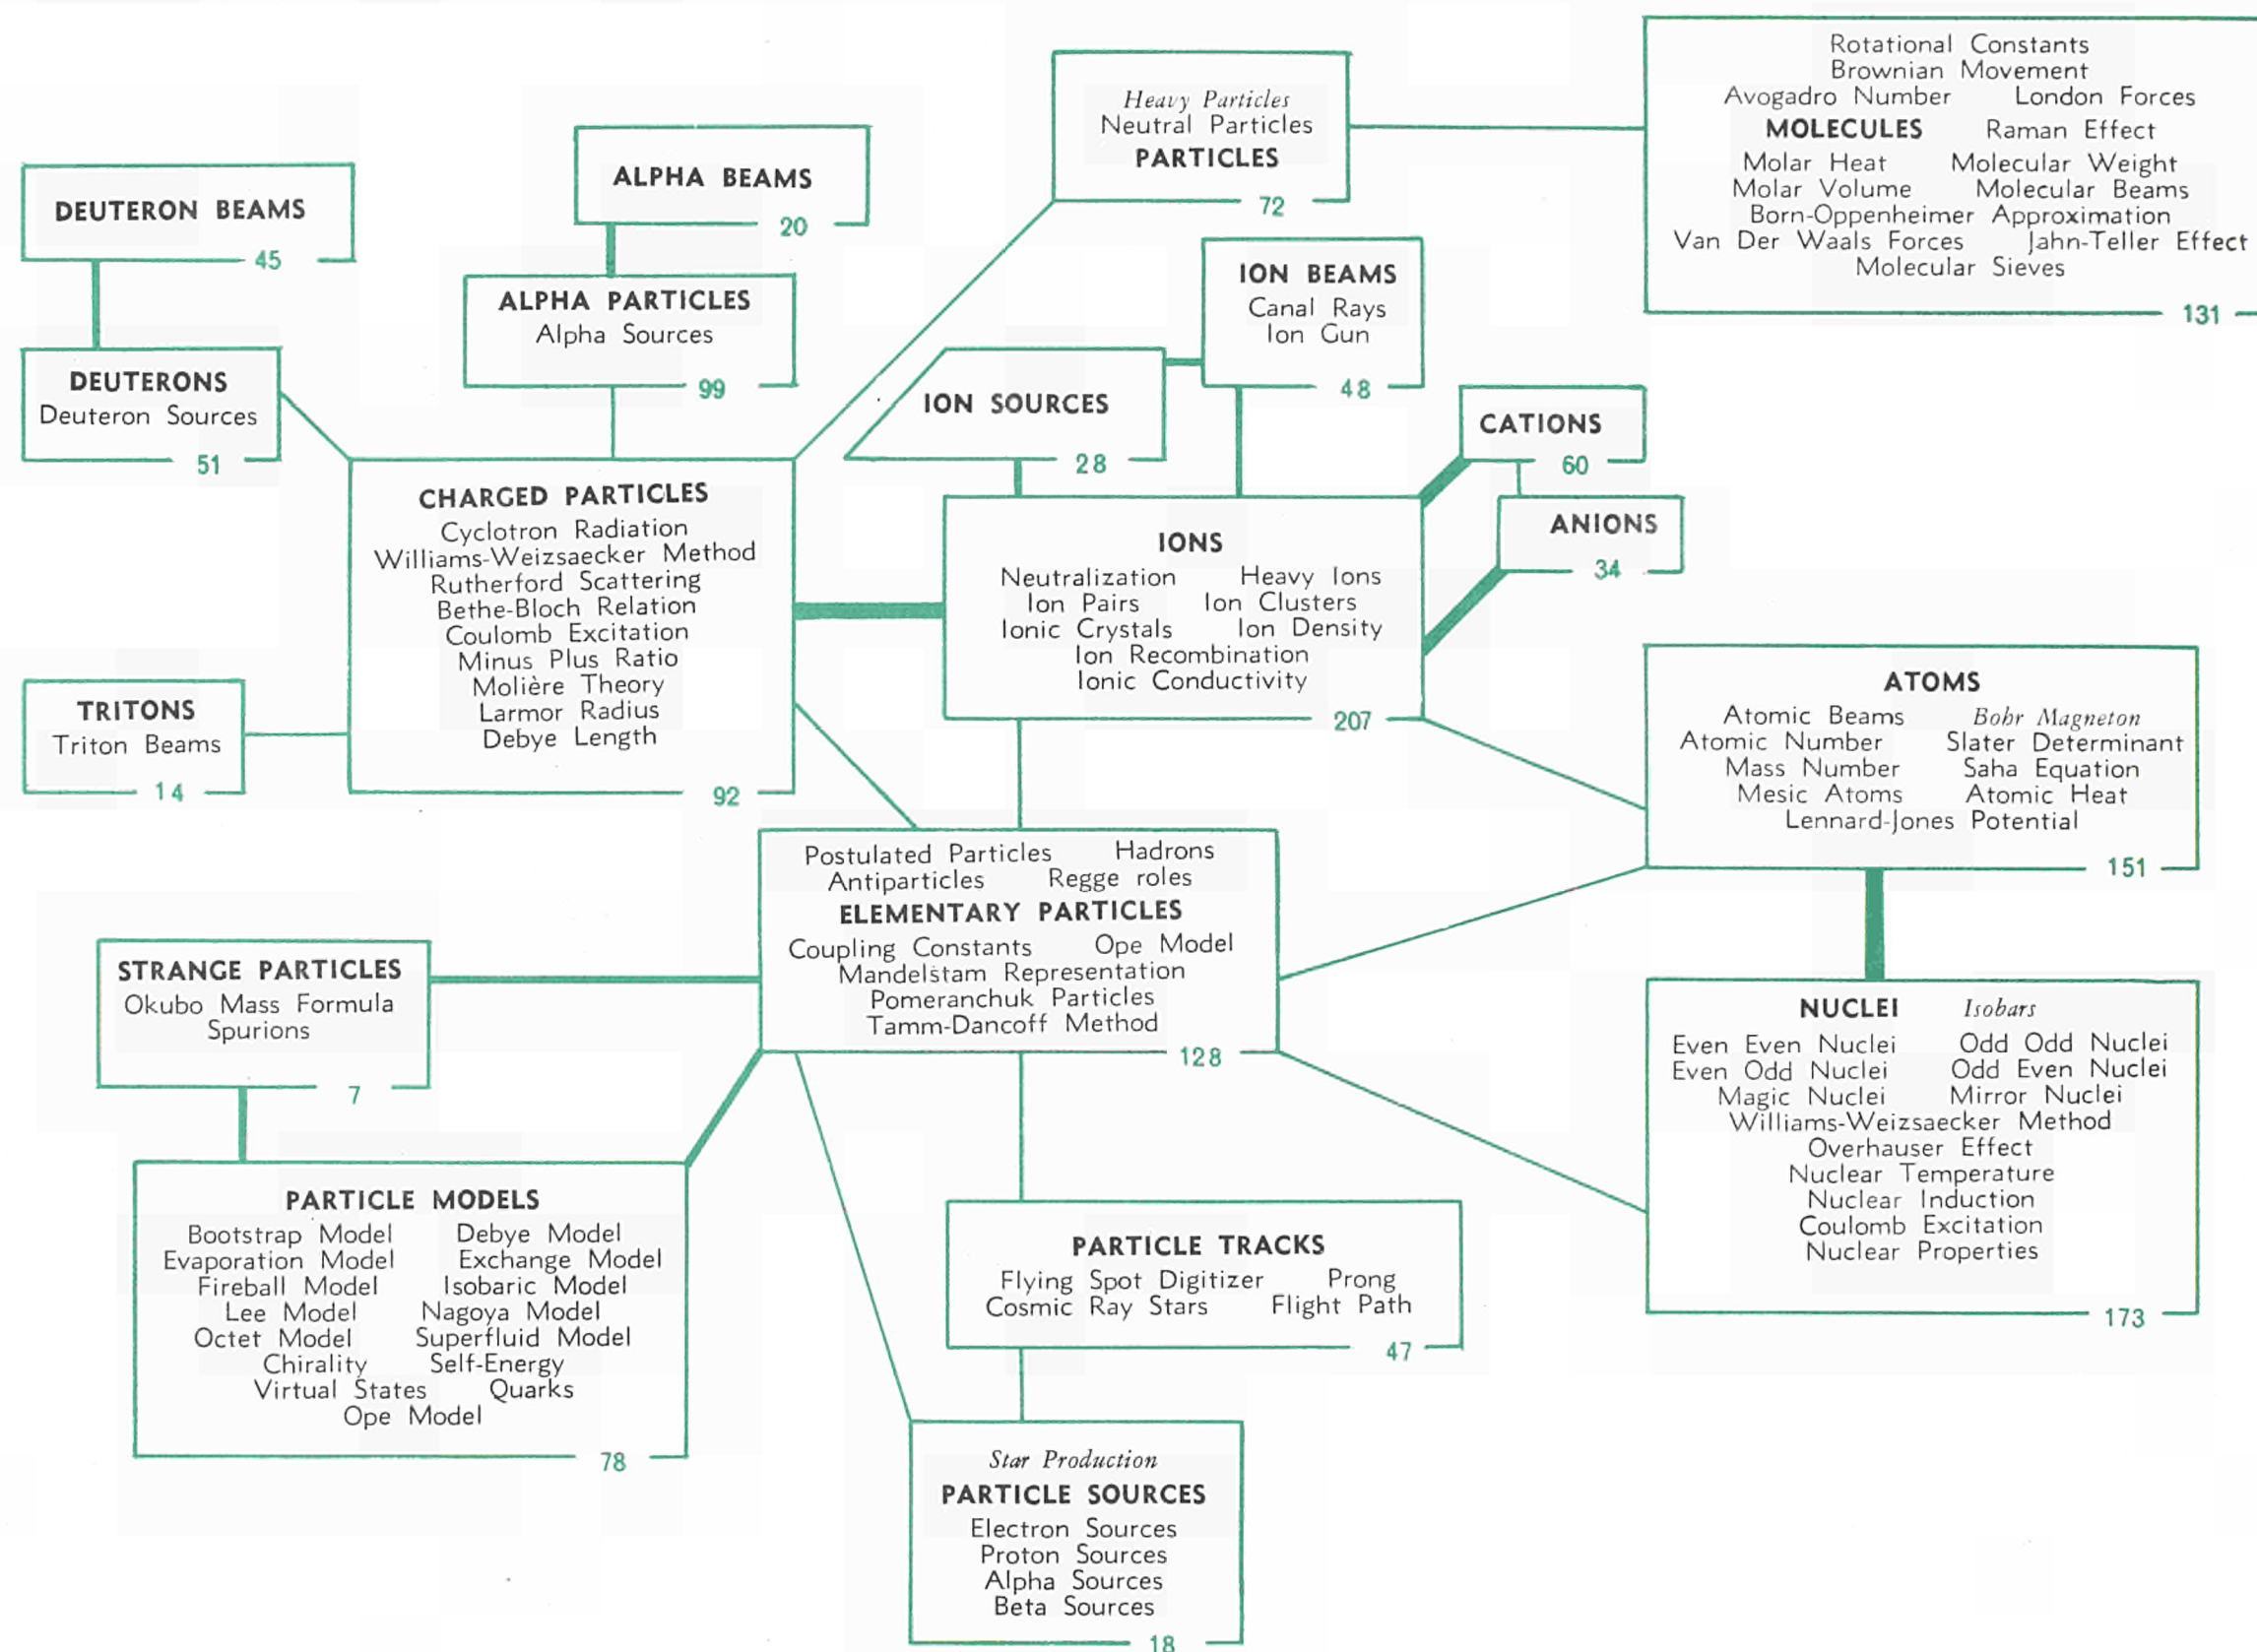 Rotational Constants
Brownian Movement
Avogadro Number London Forces
MOLECULES Raman Effect
Molar Heat Molecular Weight
Molar Volume Molecular Beams
Born-Oppenheimer Approximation
Van Der Waals Forces Jahn-Teller Effect
Molecular Sieves
131
Heavy Particles
Neutral Particles
PARTICLES
72
ALPHA BEAMS
20
DEUTERON BEAMS
45
ALPHA PARTICLES
Alpha Sources
99
ION BEAMS
Canal Rays
Ion Gun
48
DEUTERONS
Deuteron Sources
51
ION SOURCES
28
CATIONS
60
ANIONS
34
CHARGED PARTICLES
Cyclotron Radiation
Williams-Weizsaecker Method
Rutherford Scattering
Bethe-Bloch Relation
Coulomb Excitation
Minus Plus Ratio
Molière Theory
Larmor Radius
Debye Length
92
IONS
Neutralization Heavy Ions
Ion Pairs Ion Clusters
Ionic Crystals Ion Density
Ion Recombination
Ionic Conductivity
207
TRITONS
Triton Beams
14
ATOMS
Atomic Beams Bohr Magneton
Atomic Number Slater Determinant
Mass Number Saha Equation
Mesic Atoms Atomic Heat
Lennard-Jones Potential
151
Postulated Particles Hadrons
Antiparticles Regge roles
ELEMENTARY PARTICLES
Coupling Constants Ope Model
Mandelstam Representation
Pomeranchuk Particles
Tamm-Dancoff Method
128
STRANGE PARTICLES
Okubo Mass Formula
Spurions
7
NUCLEI Isobars
Even Even Nuclei Odd Odd Nuclei
Even Odd Nuclei Odd Even Nuclei
Magic Nuclei Mirror Nuclei
Williams-Weizsaecker Method
Overhauser Effect
Nuclear Temperature
Nuclear Induction
Coulomb Excitation
Nuclear Properties
173
PARTICLE MODELS
Bootstrap Model Debye Model
Evaporation Model Exchange Model
Fireball Model Isobaric Model
Lee Model Nagoya Model
Octet Model Superfluid Model
Chirality Self-Energy
Virtual States Quarks
Ope Model
78
PARTICLE TRACKS
Flying Spot Digitizer Prong
Cosmic Ray Stars Flight Path
47
Star Production
PARTICLE SOURCES
Electron Sources
Proton Sources
Alpha Sources
Beta Sources
18